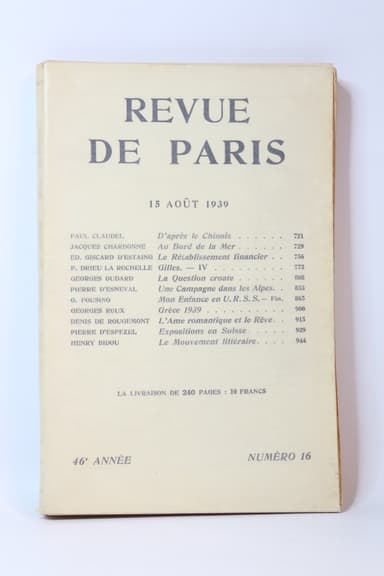 REVUE
DE PARIS
15 AOÛT 1939
PAUL CLAUDEL D'après le Chinois . . . . . . 721
JACQUES CHARDONNE Au Bord de la Mer . . . . . . 729
ED. GISCARD D'ESTAING Le Rétablissement financier . . 756
P. DRIEU LA ROCHELLE Gilles. — IV . . . . . . . . 772
GEORGES OUDARD La Question croate . . . . . . 808
PIERRE D'ESNEVAL Une Campagne dans les Alpes. . 833
G. FOUSINO Mon Enfance en U.R.S.S. — Fin. 865
GEORGES ROUX Grèce 1939 . . . . . . . . . 900
DENIS DE ROUGEMONT L'Ame romantique et le Rêve. . 915
PIERRE D'ESPEZEL Expositions en Suisse . . . . 929
HENRY BIDOU Le Mouvement littéraire. . . . 944
LA LIVRAISON DE 240 PAGES : 10 FRANCS
46e ANNÉE NUMÉRO 16